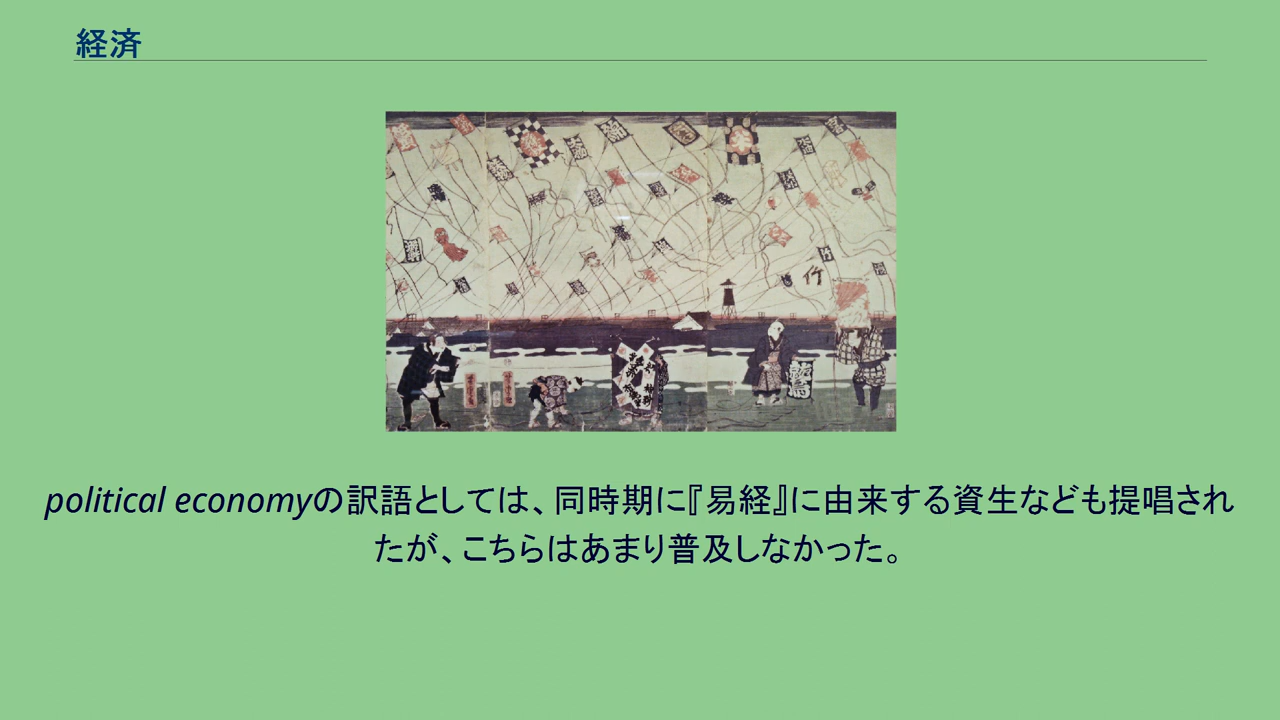 経済
political economyの訳語としては、同時期に『易経』に由来する資生なども提唱され
たが、こちらはあまり普及しなかった。